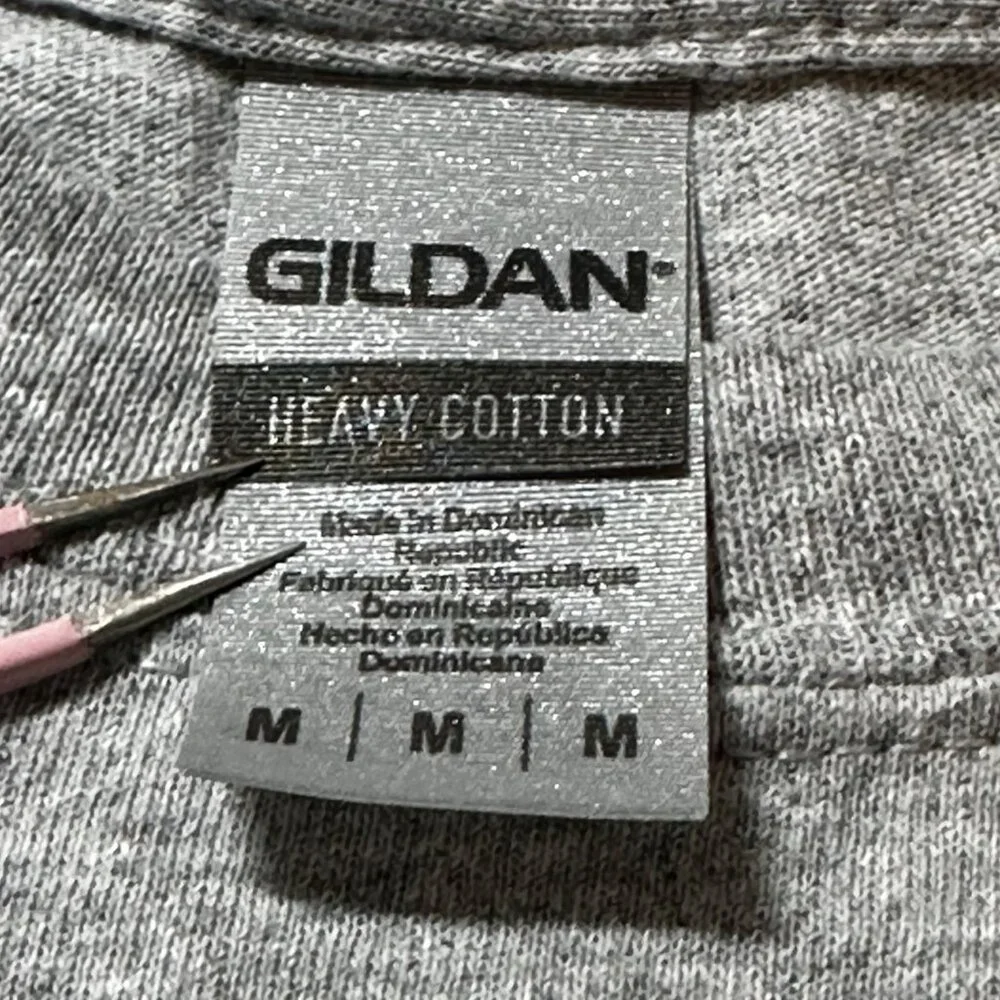 GILDAN®
HEAVY COTTON
Made in Dominican
Republic
Fabriqué en République
Dominicaine
Hecho en República
Dominicana
M | M | M